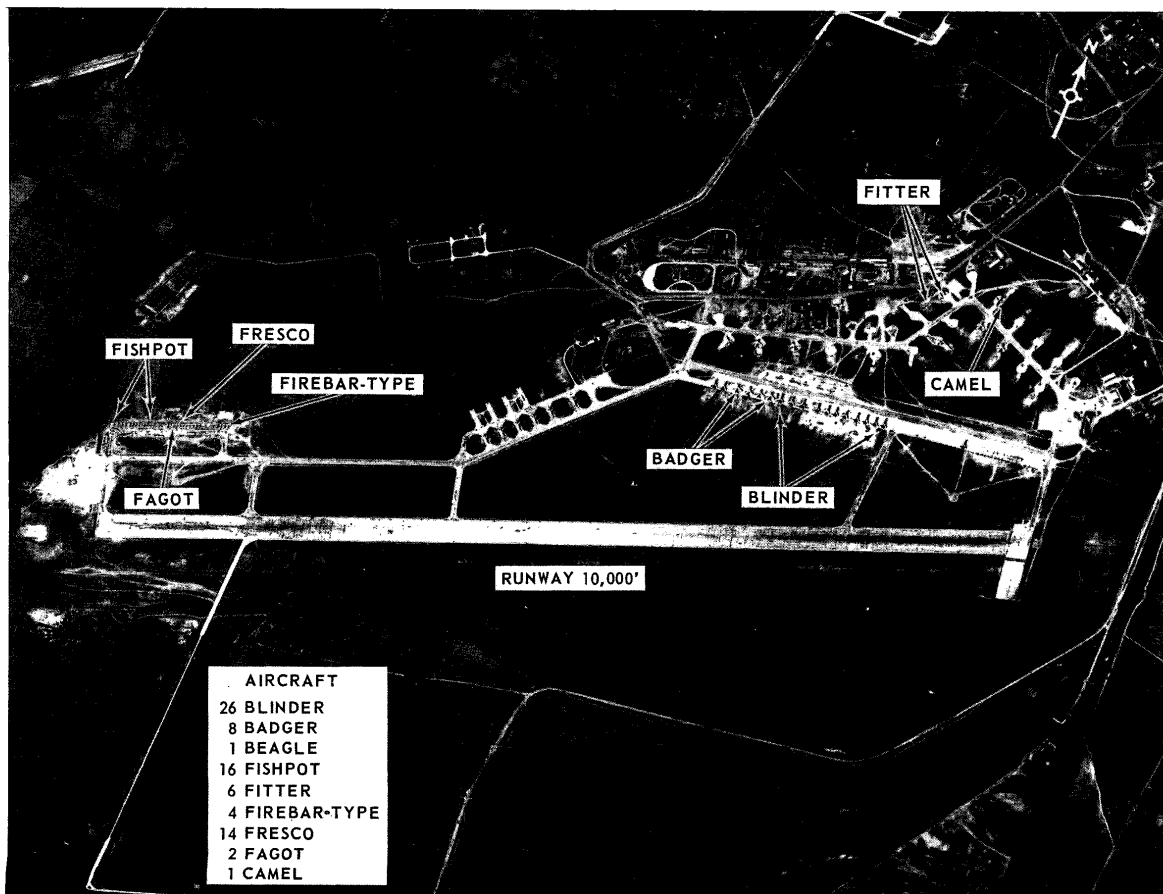 N
FITTER
FRESCO
FISHPOT
FIREBAR-TYPE
CAMEL
BADGER
BLINDER
FAGOT
RUNWAY 10,000'
AIRCRAFT
26 BLINDER
8 BADGER
1 BEAGLE
16 FISHPOT
6 FITTER
4 FIREBAR-TYPE
14 FRESCO
2 FAGOT
1 CAMEL